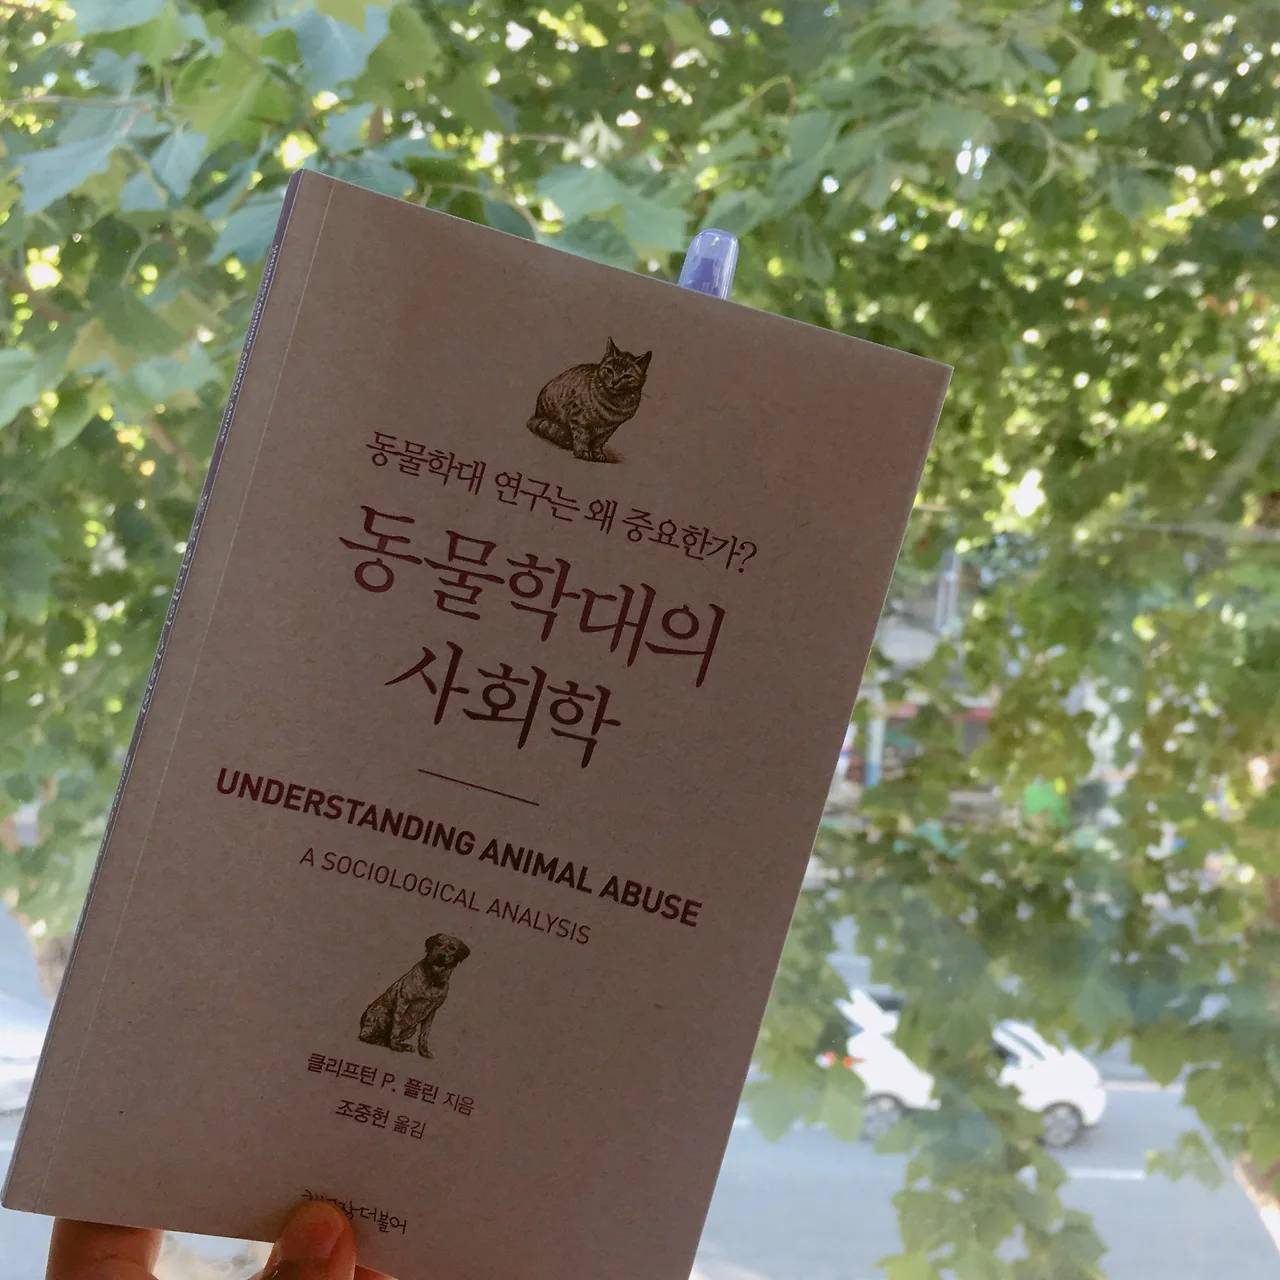 동물학대 연구는 왜 중요한가?
동물학대의
사회학
UNDERSTANDING ANIMAL ABUSE
A SOCIOLOGICAL ANALYSIS
클리프턴 P. 플린 지음
조중헌 옮김